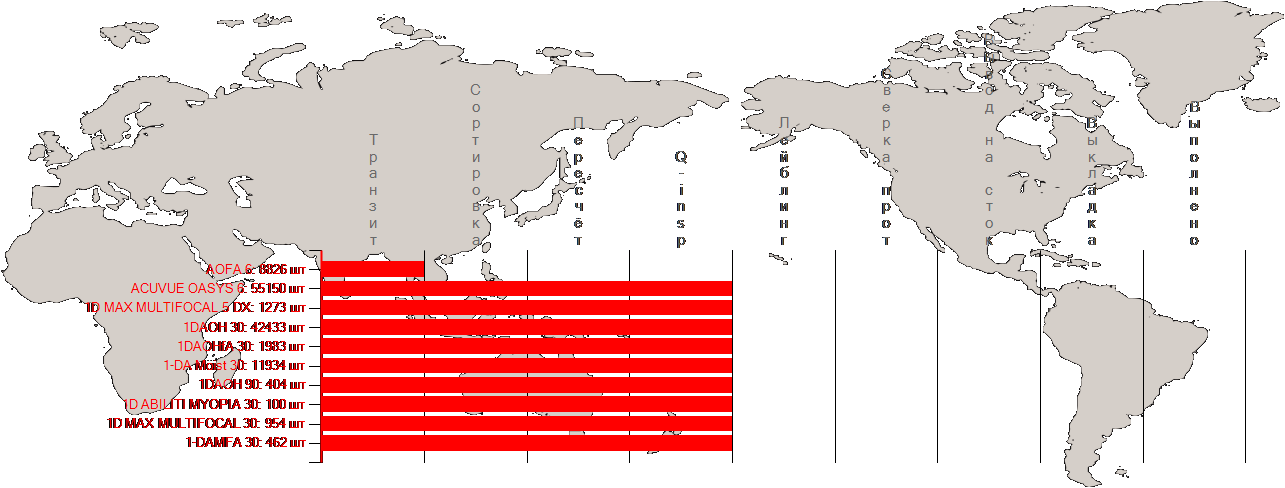 Транзит
Сортировка
Пересчёт
Q-insp
Лейблинг
Сверка прот
Вывод на сток
Выкладка
Выполнено
AOFA 6: 8826 шт
ACUVUE OASYS 6: 55150 шт
1D MAX MULTIFOCAL 5 DX: 1273 шт
1DAOH 30: 42433 шт
1DAOHfA 30: 1983 шт
1-DA Moist 30: 11934 шт
1DAOH 90: 404 шт
1D ABILITI MYOPIA 30: 100 шт
1D MAX MULTIFOCAL 30: 954 шт
1-DAMFA 30: 462 шт